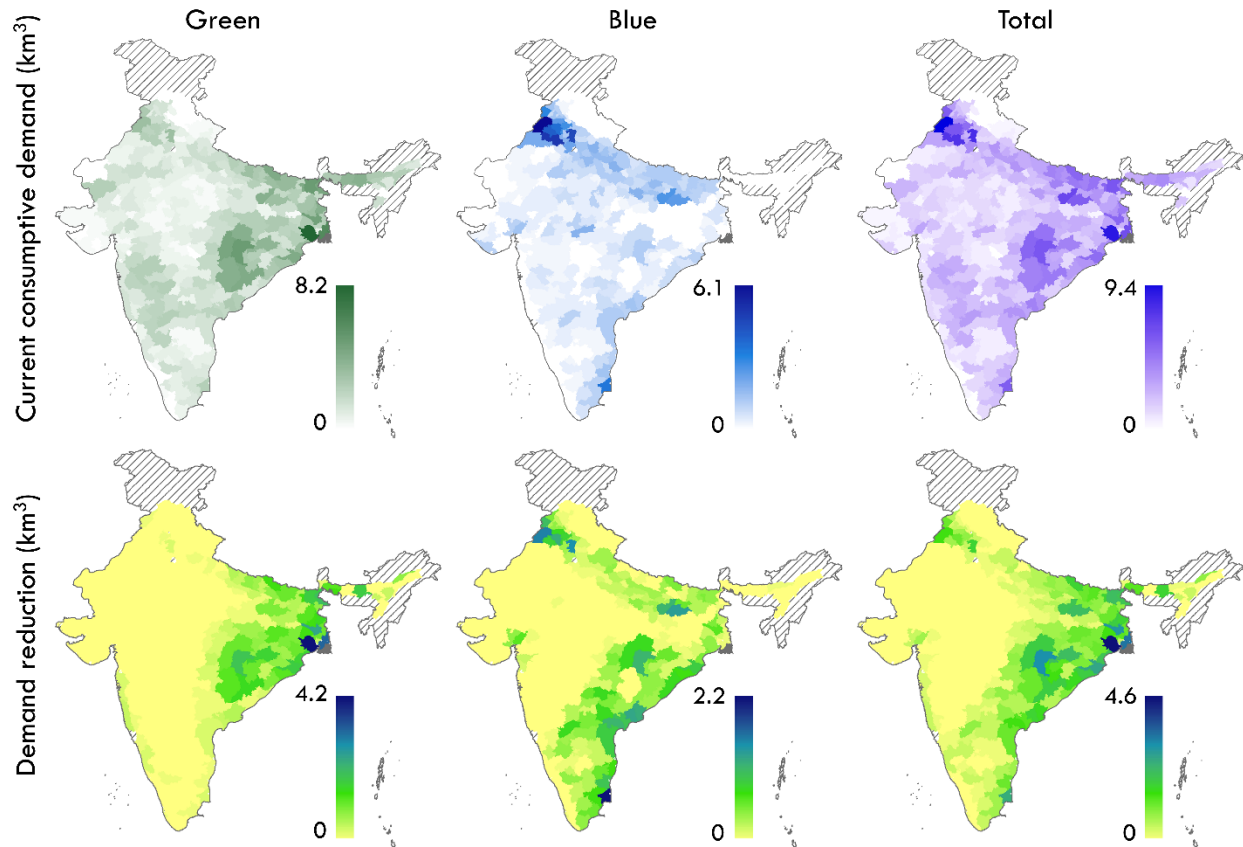 Green
Blue
Total
Current consumptive demand (km³)
8.2
0
6.1
0
9.4
0
Demand reduction (km³)
4.2
0
2.2
0
4.6
0